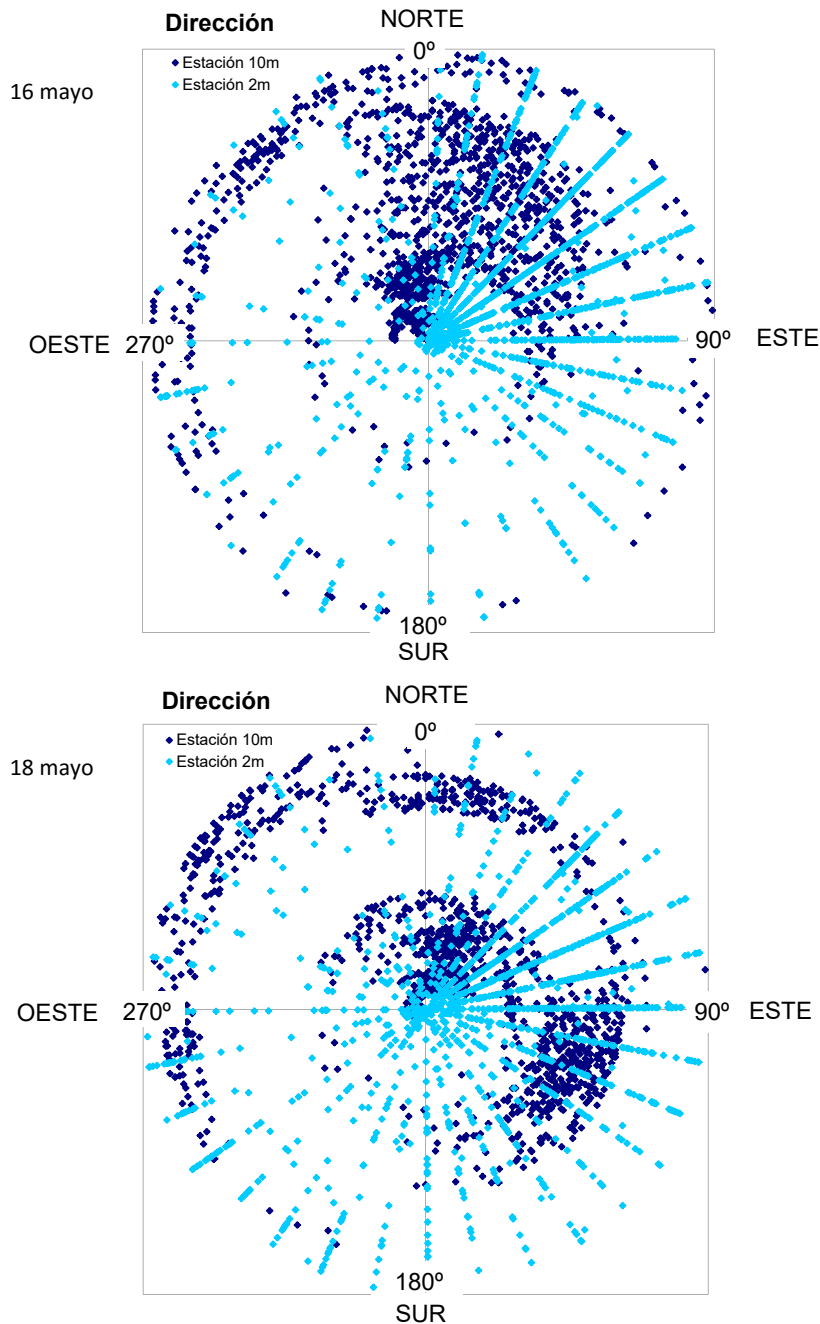 Dirección
NORTE
Estación 10m
Estación 2m
0º
16 mayo
OESTE 270º
90º ESTE
180º
SUR
Dirección
NORTE
Estación 10m
Estación 2m
0º
18 mayo
OESTE 270º
90º ESTE
180º
SUR